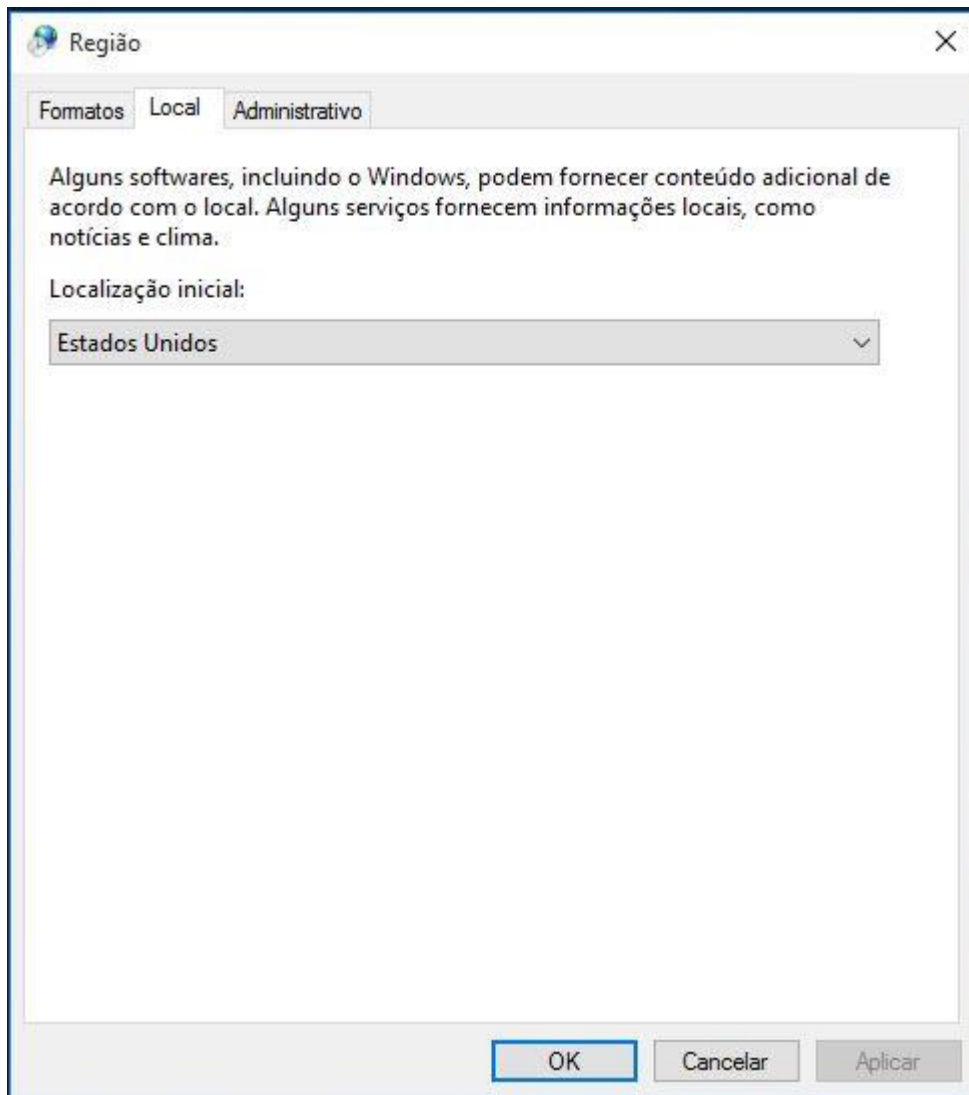 Região
Formatos Local Administrativo
Alguns softwares, incluindo o Windows, podem fornecer conteúdo adicional de
acordo com o local. Alguns serviços fornecem informações locais, como
notícias e clima.
Localização inicial:
Estados Unidos
OK Cancelar Aplicar